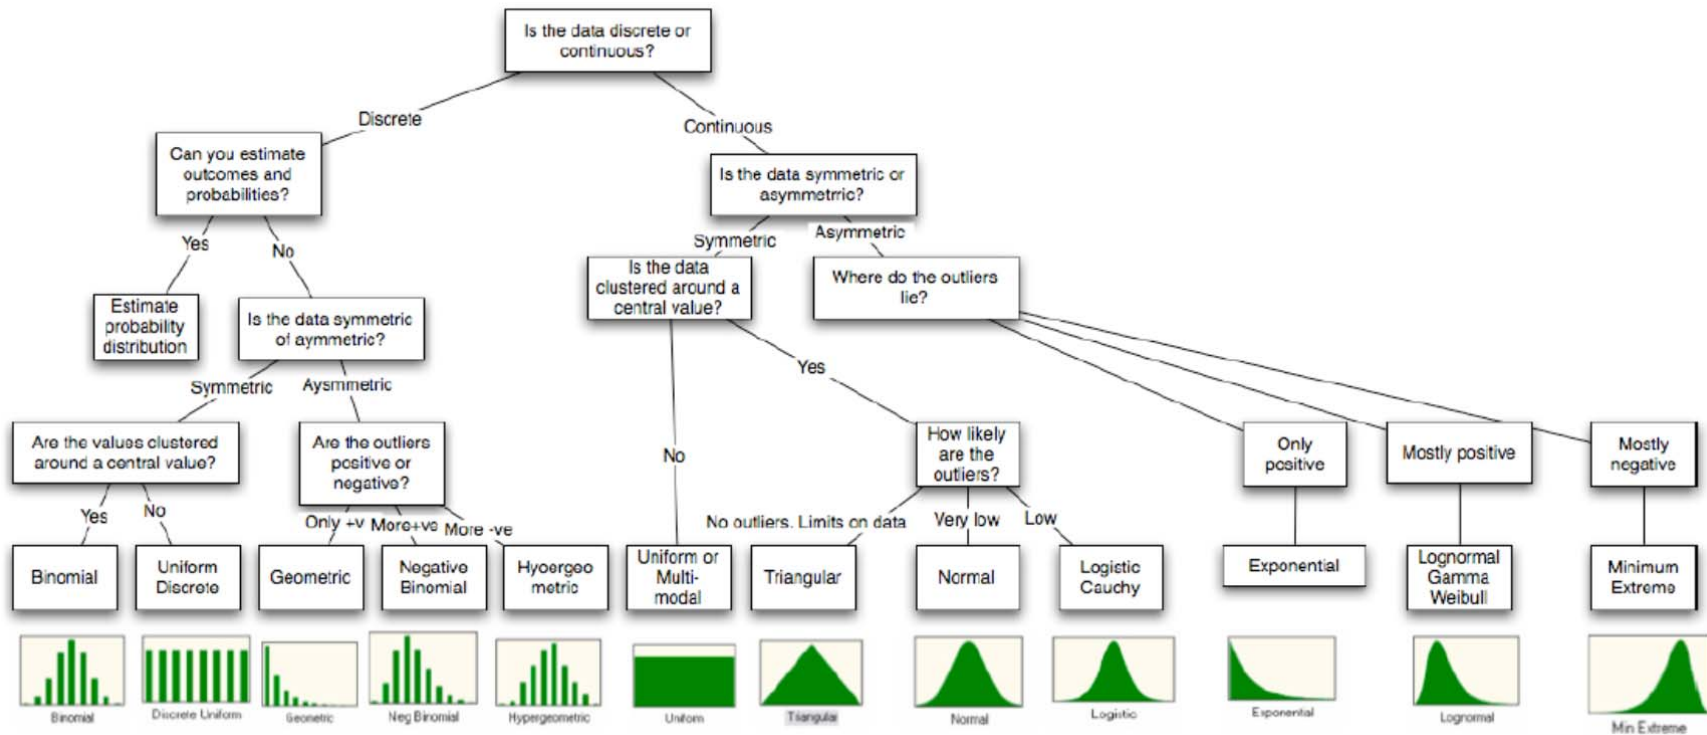 Is the data discrete or
continuous?
Discrete
Continuous
Can you estimate
outcomes and
probabilities?
Is the data symmetric or
asymmetrric?
Yes
No
Symmetric
Asymmetric
Estimate
probability
distribution
Is the data symmetric
of aymmetric?
Is the data
clustered around a
central value?
Where do the outliers
lie?
Symmetric
Aysmmetric
No
Yes
Are the values clustered
around a central value?
Are the outliers
positive or
negative?
How likely
are the
outliers?
Only
positive
Mostly positive
Mostly
negative
Yes
No
Only +v
More+ve
More -ve
No outliers. Limits on data
Very low
Low
Binomial
Uniform
Discrete
Geometric
Negative
Binomial
Hyoergeo
metric
Uniform or
Multi-
modal
Triangular
Normal
Logistic
Cauchy
Exponential
Lognormal
Gamma
Weibull
Minimum
Extreme
Binomial
Discrete Uniform
Geometric
Neg Binomial
Hypergeometric
Uniform
Triangular
Normal
Logistic
Exponential
Lognormal
Min Extreme